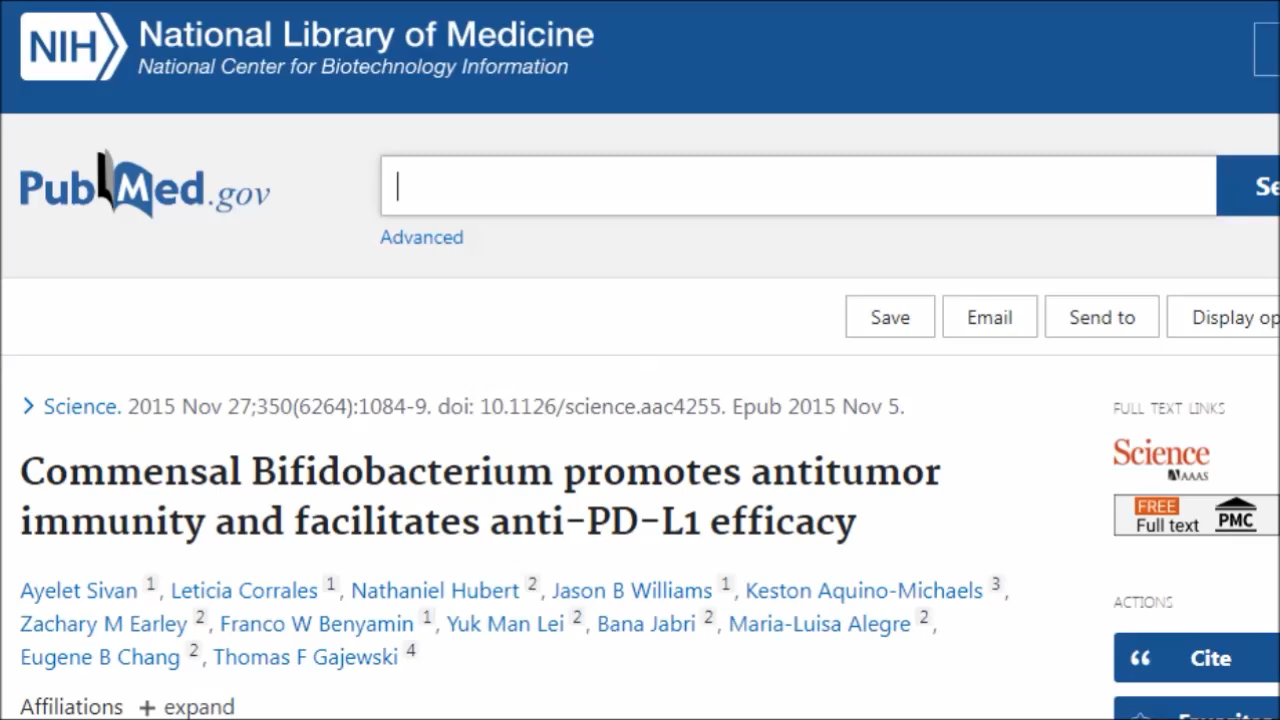 NIH National Library of Medicine
National Center for Biotechnology Information
PubMed.gov
Advanced
Save Email Send to Display
> Science. 2015 Nov 27;350(6264):1084-9. doi: 10.1126/science.aac4255. Epub 2015 Nov 5.
FULL TEXT LINKS
Science
AAAS
Commensal Bifidobacterium promotes antitumor
immunity and facilitates anti-PD-L1 efficacy
FREE
Full text PMC
Ayelet Sivan 1, Leticia Corrales 1, Nathaniel Hubert 2, Jason B Williams 1, Keston Aquino-Michaels 3,
Zachary M Earley 2, Franco W Benyamin 1, Yuk Man Lei 2, Bana Jabri 2, Maria-Luisa Alegre 2,
Eugene B Chang 2, Thomas F Gajewski 4
ACTIONS
Cite
Affiliations + expand